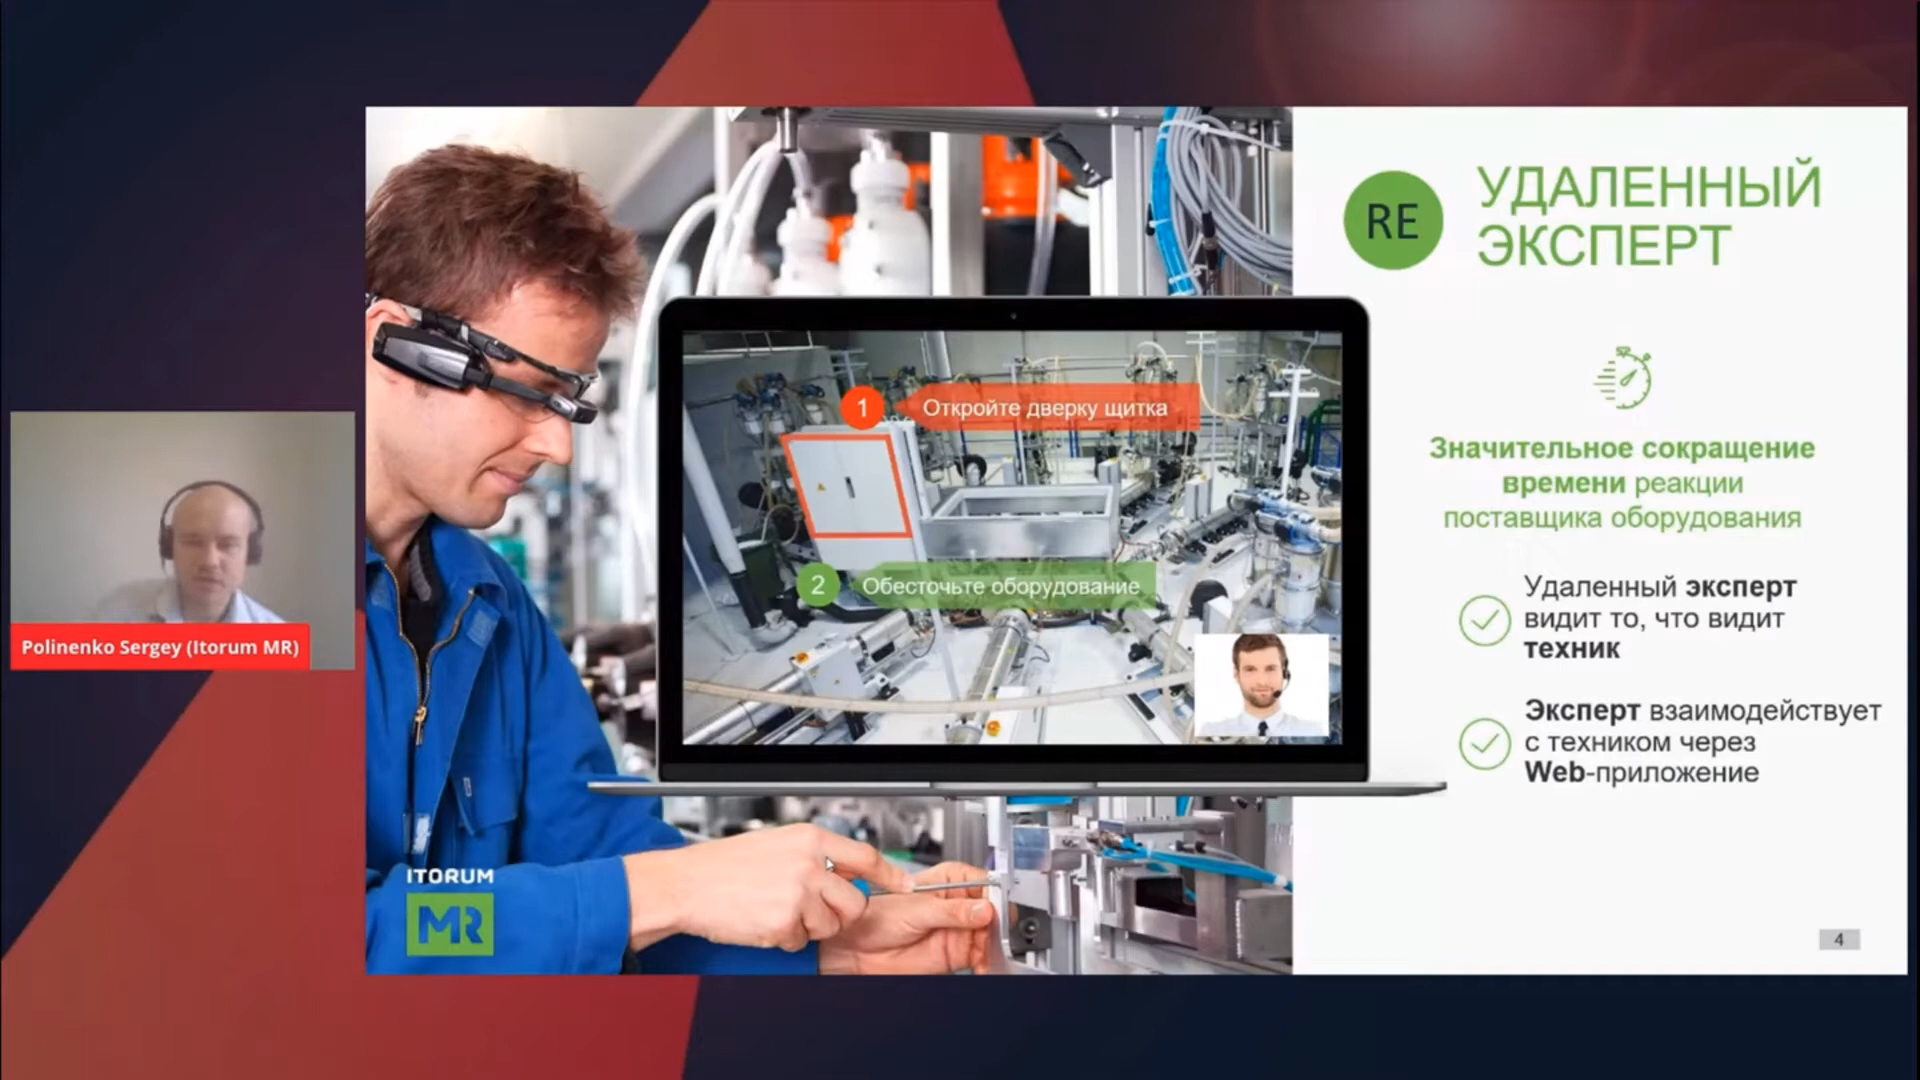 RE
УДАЛЕННЫЙ
ЭКСПЕРТ
1
Откройте дверку щитка
2
Обесточьте оборудование
Значительное сокращение
времени реакции
поставщика оборудования
Удаленный эксперт
видит то, что видит
техник
Эксперт взаимодействует
с техником через
Web-приложение
Polinenko Sergey (Itorum MR)
ITORUM
MR
4